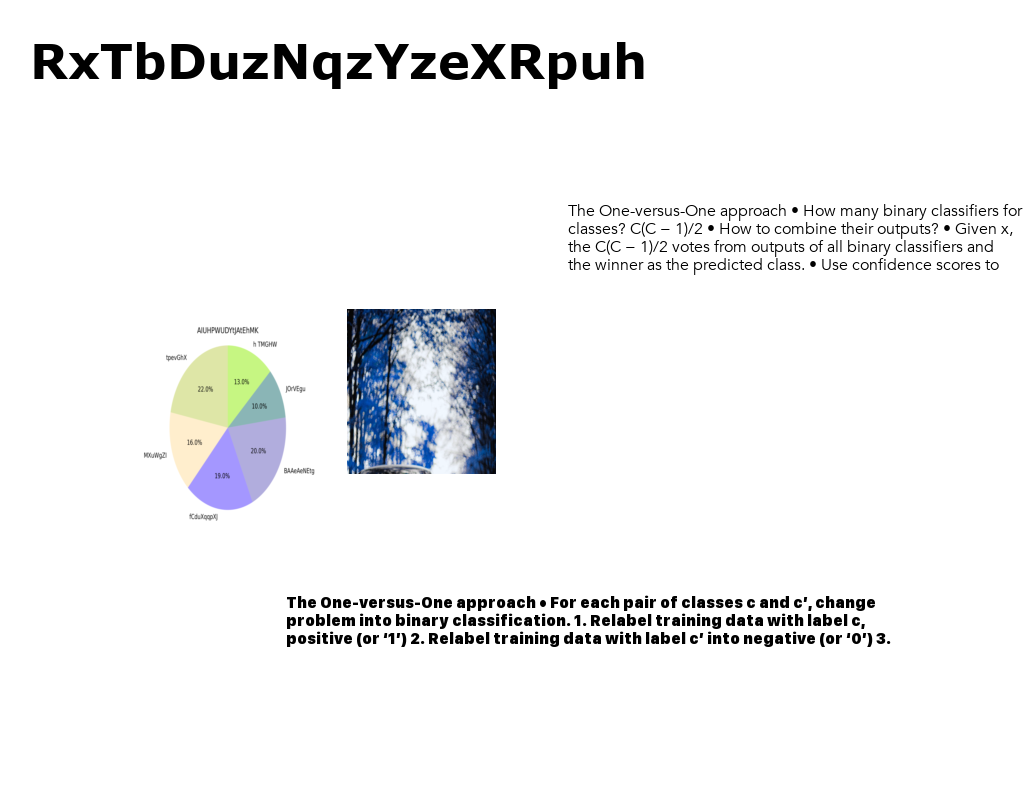 RxTbDuzNqzYzeXRpuh
The One-versus-One approach • How many binary classifiers for
classes? C(C − 1)/2 • How to combine their outputs? • Given x,
the C(C − 1)/2 votes from outputs of all binary classifiers and
the winner as the predicted class. • Use confidence scores to
AIUHPWUDYtJAtEhMK
h TMGHW
tpevGhX
13.0%
22.0%
JOrVEgu
10.0%
16.0%
20.0%
MXuWgZI
BAAeAeNEtg
19.0%
fCduXqqpXJ
The One-versus-One approach • For each pair of classes c and c’, change
problem into binary classification. 1. Relabel training data with label c,
positive (or ‘1’) 2. Relabel training data with label c’ into negative (or ‘0’) 3.